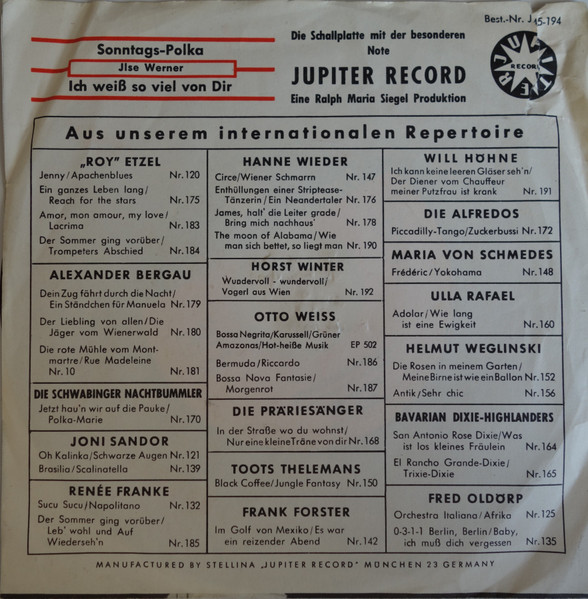 Best.-Nr. J 45-194
Sonntags-Polka
Jlse Werner
Ich weiß so viel von Dir
Die Schallplatte mit der besonderen
Note
JUPITER RECORD
Eine Ralph Maria Siegel Produktion
JUPITER
RECORD
Aus unserem internationalen Repertoire
„ROY" ETZEL
Jenny/Apachenblues Nr. 120
Ein ganzes Leben lang/
Reach for the stars Nr. 175
Amor, mon amour, my love/
Lacrima Nr. 183
Der Sommer ging vorüber/
Trompeters Abschied Nr. 184
ALEXANDER BERGAU
Dein Zug fährt durch die Nacht/
Ein Ständchen für Manuela Nr. 179
Der Liebling von allen/Die
Jäger vom Wienerwald Nr. 180
Die rote Mühle vom Mont-
martre/Rue Madeleine
Nr. 10 Nr. 181
DIE SCHWABINGER NACHTBUMMLER
Jetzt hau'n wir auf die Pauke/
Polka-Marie Nr. 170
JONI SANDOR
Oh Kalinka/Schwarze Augen Nr. 121
Brasilia/Scalinatella Nr. 139
RENÉE FRANKE
Sucu Sucu/Napolitano Nr. 132
Der Sommer ging vorüber/
Leb' wohl und Auf
Wiederseh'n Nr. 185
HANNE WIEDER
Circe/Wiener Schmarrn Nr. 147
Enthüllungen einer Striptease-
Tänzerin/Ein Neandertaler Nr. 176
James, halt' die Leiter grade/
Bring mich nachhaus' Nr. 178
The moon of Alabama/Wie
man sich bettet, so liegt man Nr. 190
HORST WINTER
Wundervoll - wundervoll/
Vogerl aus Wien Nr. 192
OTTO WEISS
Bossa Negrita/Karussell/Grüner
Amazonas/Hot-heiße Musik EP 502
Bermuda/Riccardo Nr. 186
Bossa Nova Fantasie/
Morgenrot Nr. 187
DIE PRÄRIESÄNGER
In der Straße wo du wohnst/
Nur eine kleine Träne von dir Nr. 168
TOOTS THELEMANS
Black Coffee/Jungle Fantasy Nr. 150
FRANK FORSTER
Im Golf von Mexiko/Es war
ein reizender Abend Nr. 142
WILL HÖHNE
Ich kann keine leeren Gläser seh'n/
Der Diener vom Chauffeur
meiner Putzfrau ist krank Nr. 191
DIE ALFREDOS
Piccadilly-Tango/Zuckerbussi Nr. 172
MARIA VON SCHMEDES
Frédéric/Yokohama Nr. 148
ULLA RAFAEL
Adolar/Wie lang
ist eine Ewigkeit Nr. 160
HELMUT WEGLINSKI
Die Rosen in meinem Garten/
Meine Birne ist wie ein Ballon Nr. 152
Antik/Sehr chic Nr. 156
BAVARIAN DIXIE-HIGHLANDERS
San Antonio Rose Dixie/Was
ist los kleines Fräulein Nr. 164
El Rancho Grande-Dixie/
Trixie-Dixie Nr. 165
FRED OLDÖRP
Orchestra Italiana/Afrika Nr. 125
0-3-1-1 Berlin, Berlin/Baby,
ich muß dich vergessen Nr. 135
MANUFACTURED BY STELLINA „JUPITER RECORD" MÜNCHEN 23 GERMANY